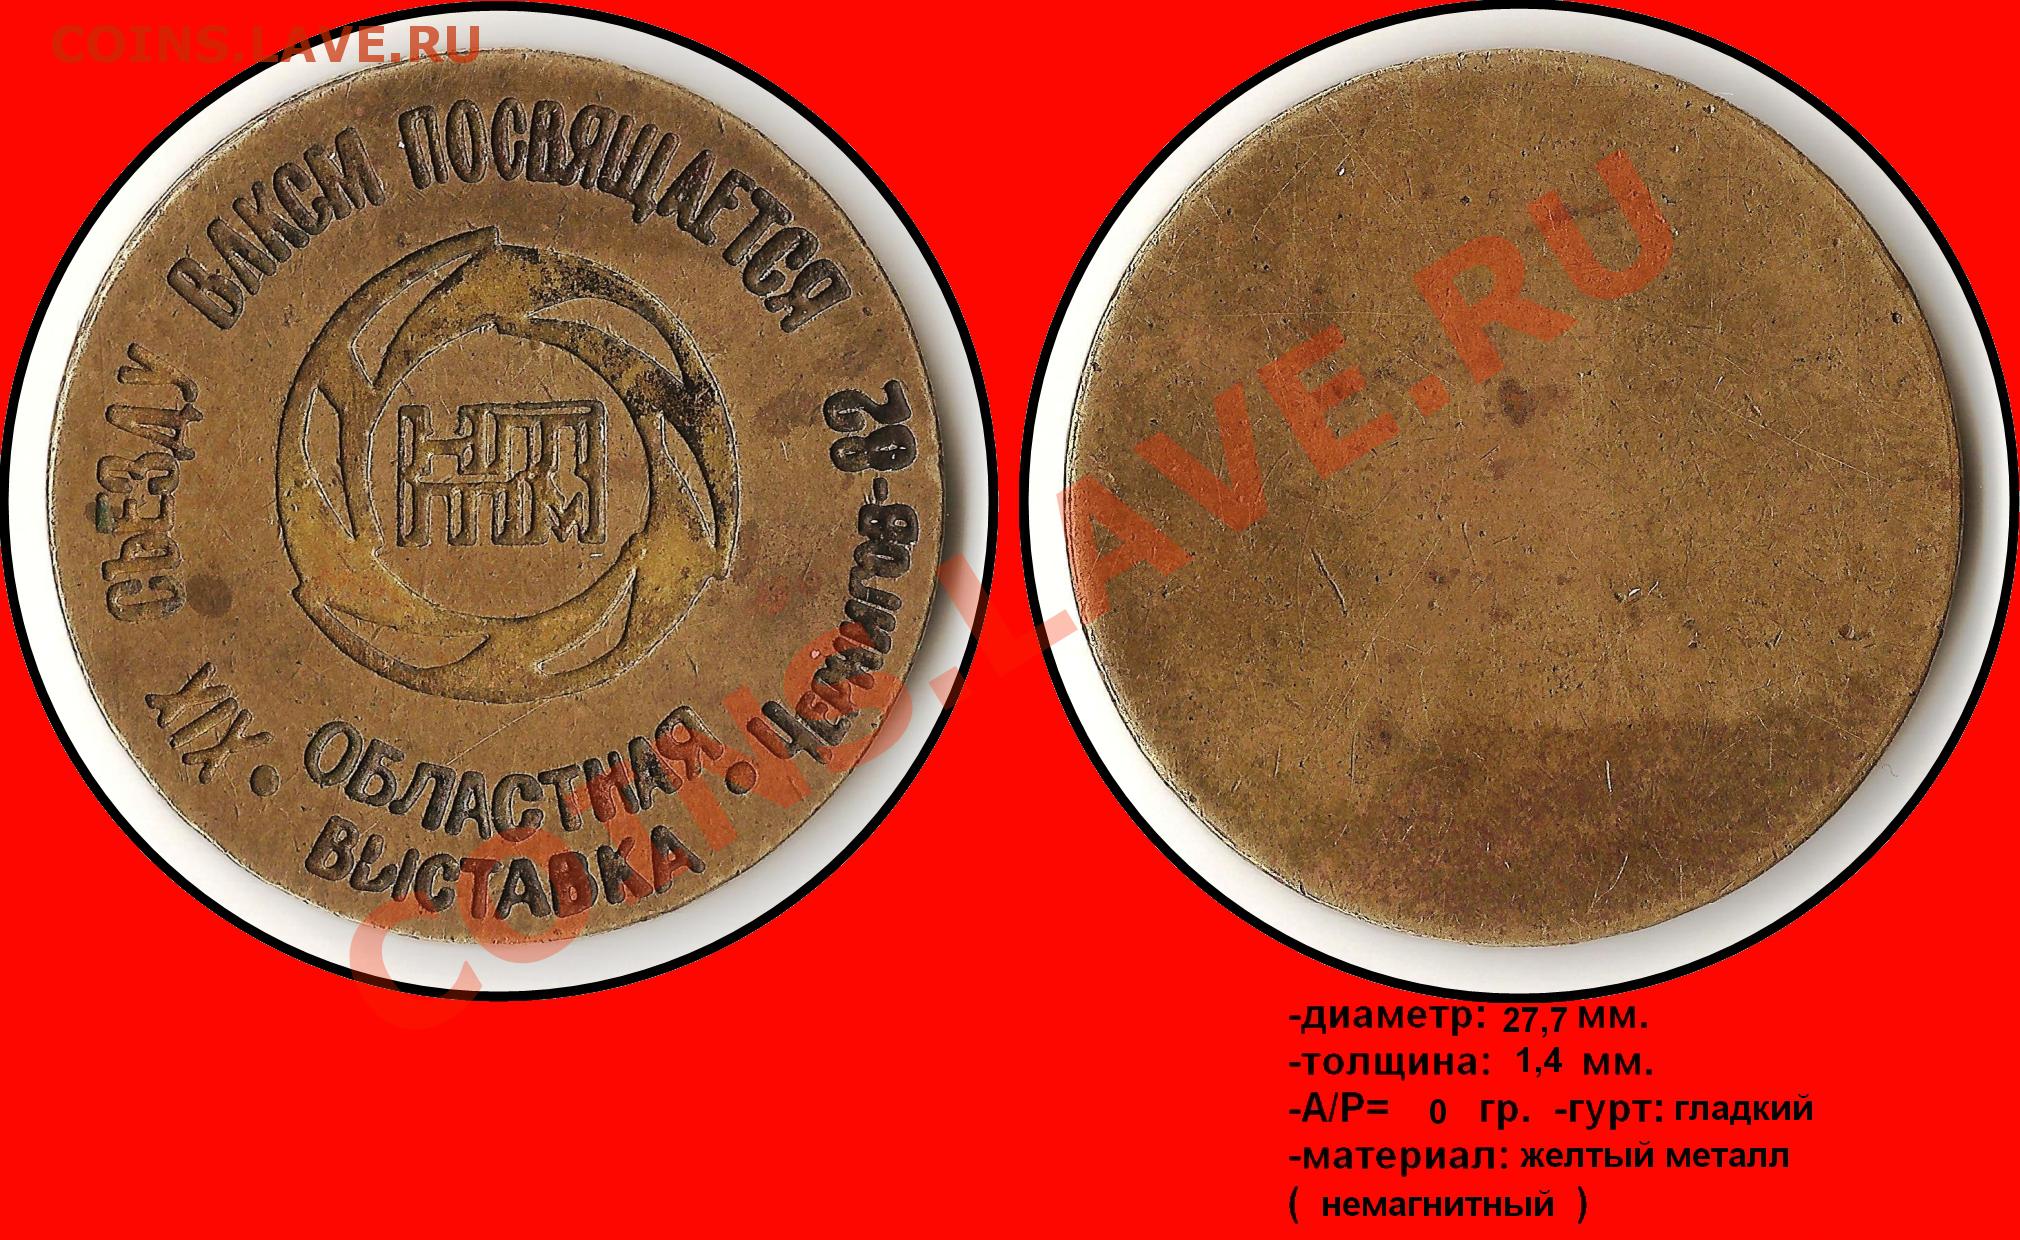 COINS.LAVE.RU
XIX СЪЕЗДУ ВЛКСМ ПОСВЯЩАЕТСЯ
ОБЛАСТНАЯ
ВЫСТАВКА
COINS.LAVE.RU
-диаметр: 27,7 мм.
-толщина: 1,4 мм.
-А/Р= 0 гр. -гурт: гладкий
-материал: желтый металл
( немагнитный )